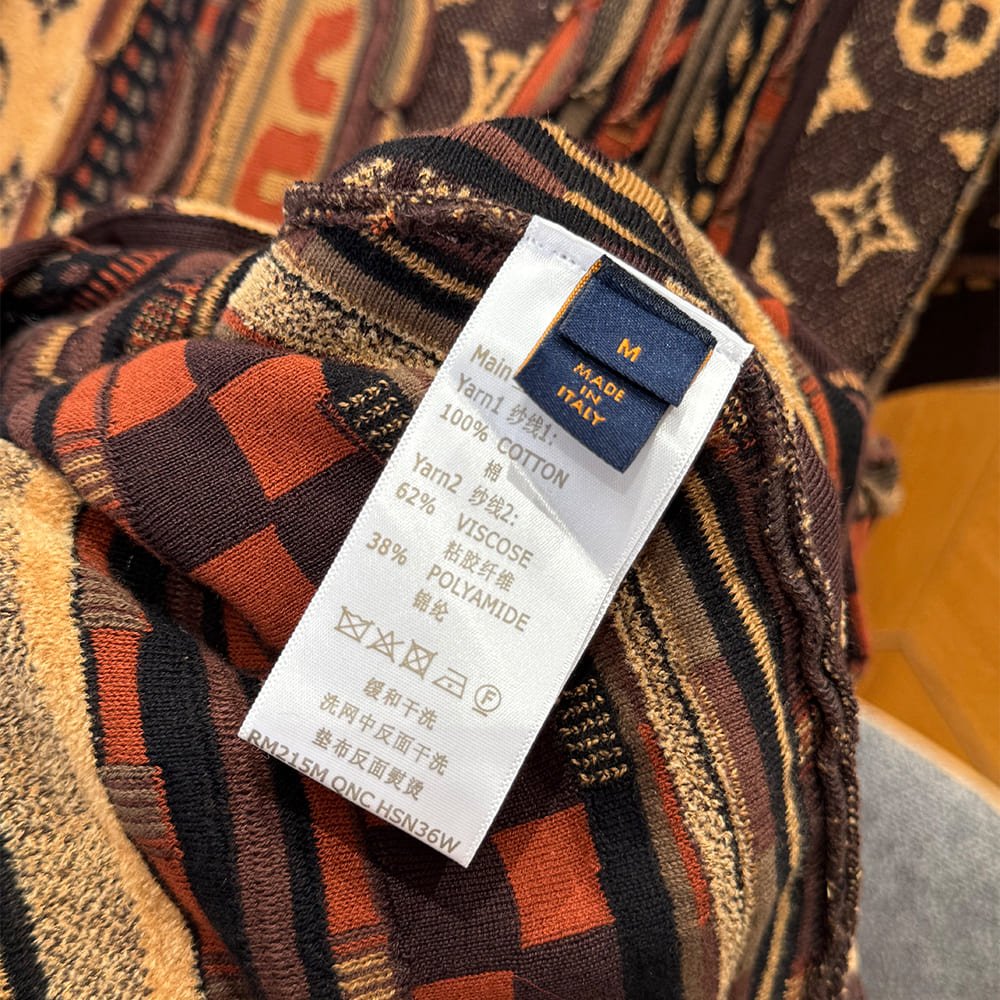 M
MADE
IN
ITALY
Main
Yarn1 纱线1:
100% COTTON
棉
Yarn2 纱线2:
62% VISCOSE
粘胶纤维
38% POLYAMIDE
锦纶
F
缓和干洗
洗网中反面干洗
垫布反面熨烫
RM215M QNC HSN36W
LV